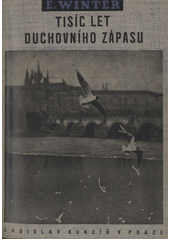 E. WINTER
TISÍC LET
DUCHOVNÍHO ZÁPASU
LADISLAV KUNCÍŘ V PRAZE